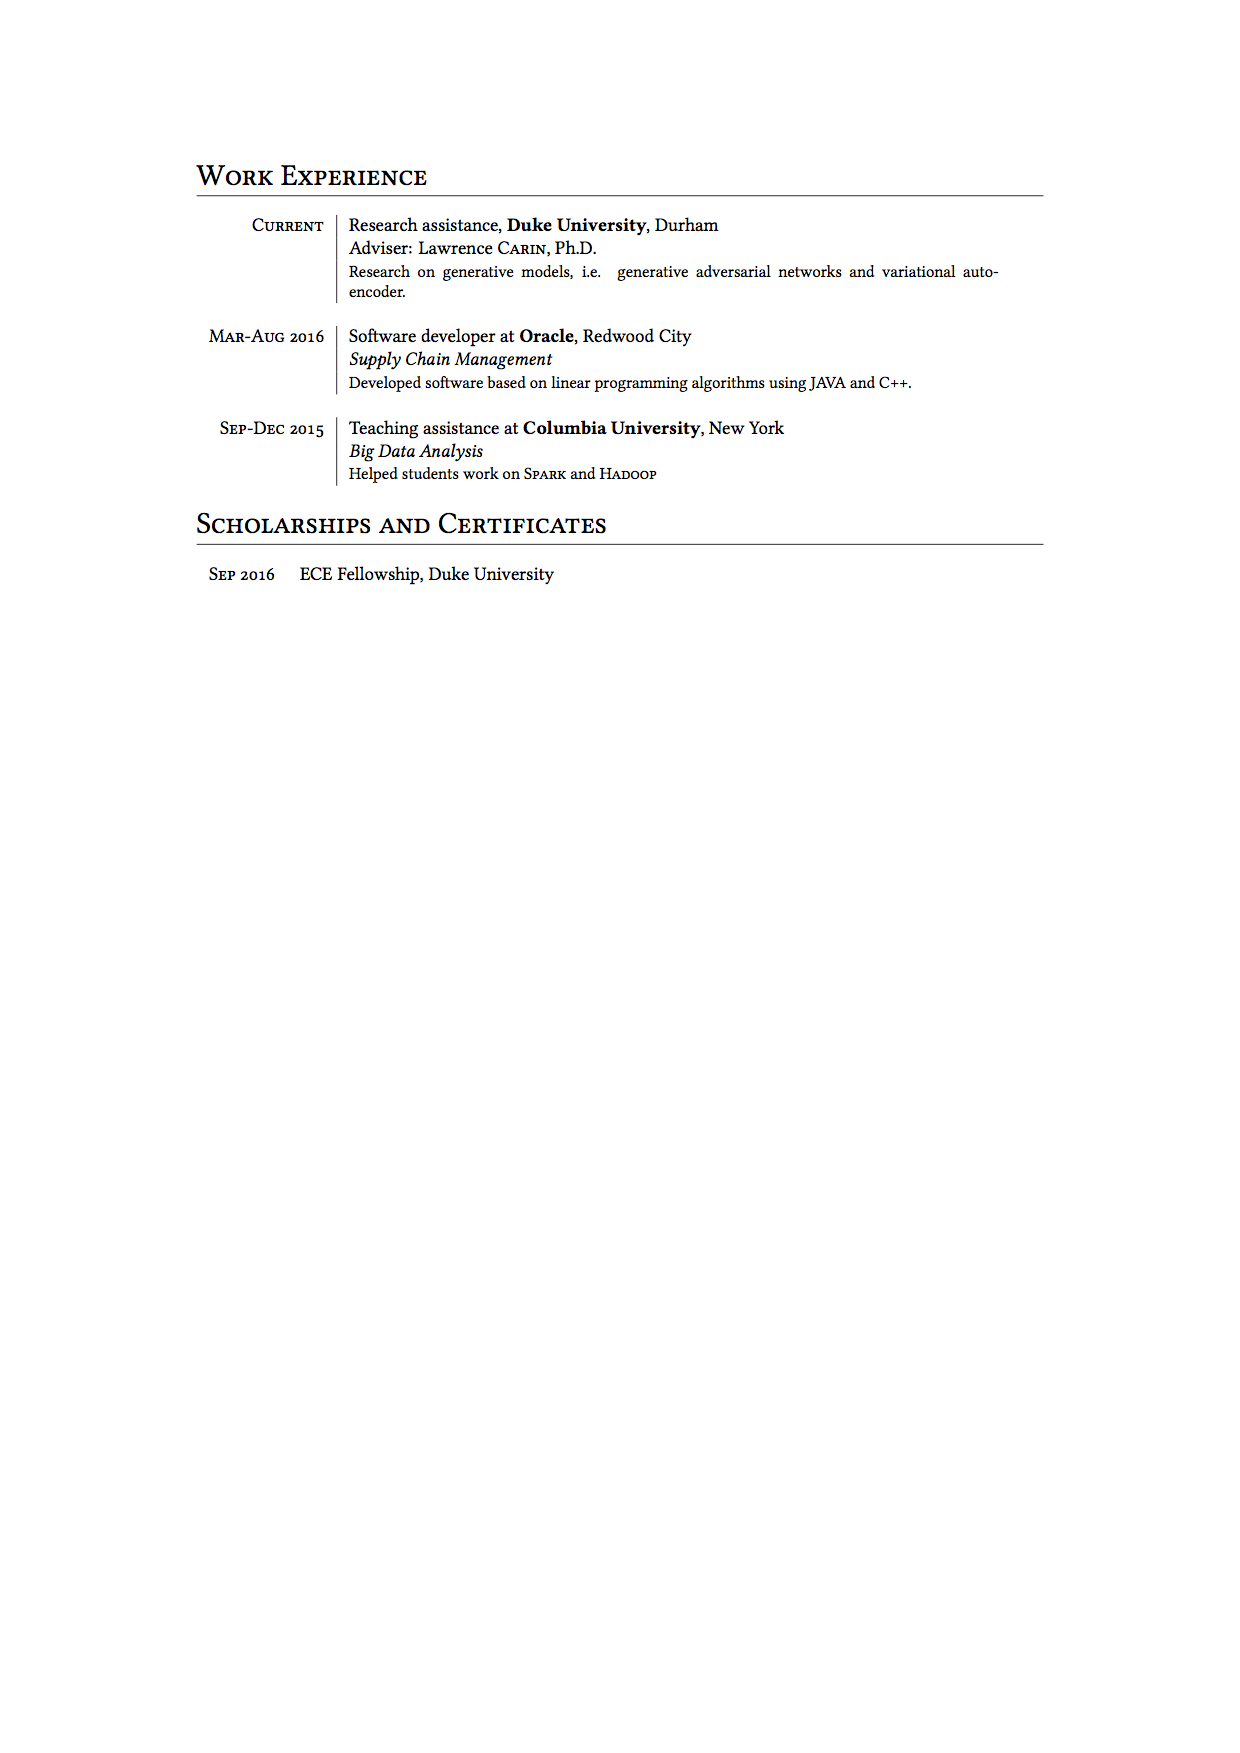 Work Experience
Current Research assistance, Duke University, Durham
Adviser: Lawrence Carin, Ph.D.
Research on generative models, i.e. generative adversarial networks and variational auto-
encoder.
Mar-Aug 2016 Software developer at Oracle, Redwood City
Supply Chain Management
Developed software based on linear programming algorithms using JAVA and C++.
Sep-Dec 2015 Teaching assistance at Columbia University, New York
Big Data Analysis
Helped students work on Spark and Hadoop
Scholarships and Certificates
Sep 2016 ECE Fellowship, Duke University